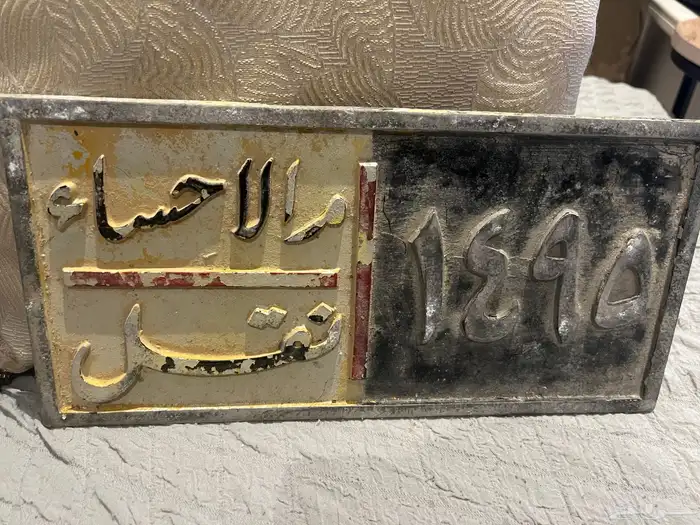 م الاحساء
نقل
١٤٩٥